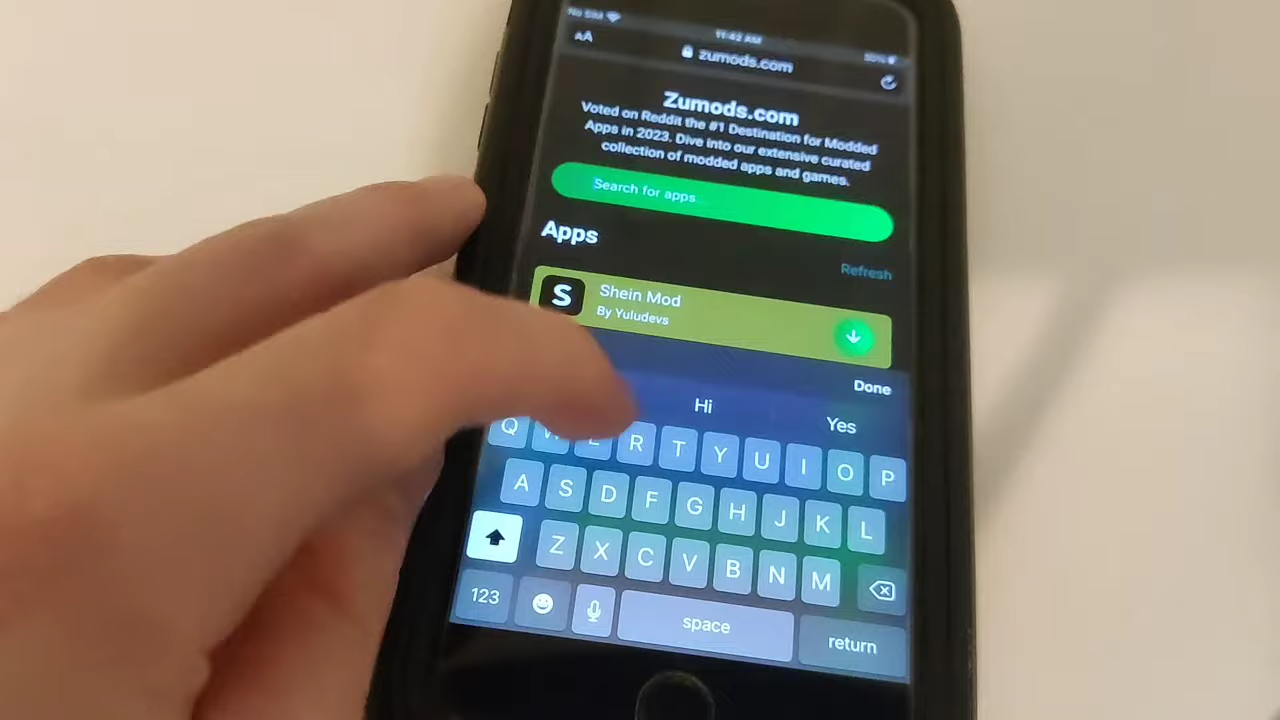 No SIM
11:42 AM
AA
zumods.com
Zumods.com
Voted on Reddit the #1 Destination for Modded
Apps in 2023. Dive into our extensive curated
collection of modded apps and games.
Search for apps...
Apps
Refresh
S
Shein Mod
By Yuludevs
Done
Hi
Yes
Q W E R T Y U I O P
A S D F G H J K L
Z X C V B N M
123
space
return